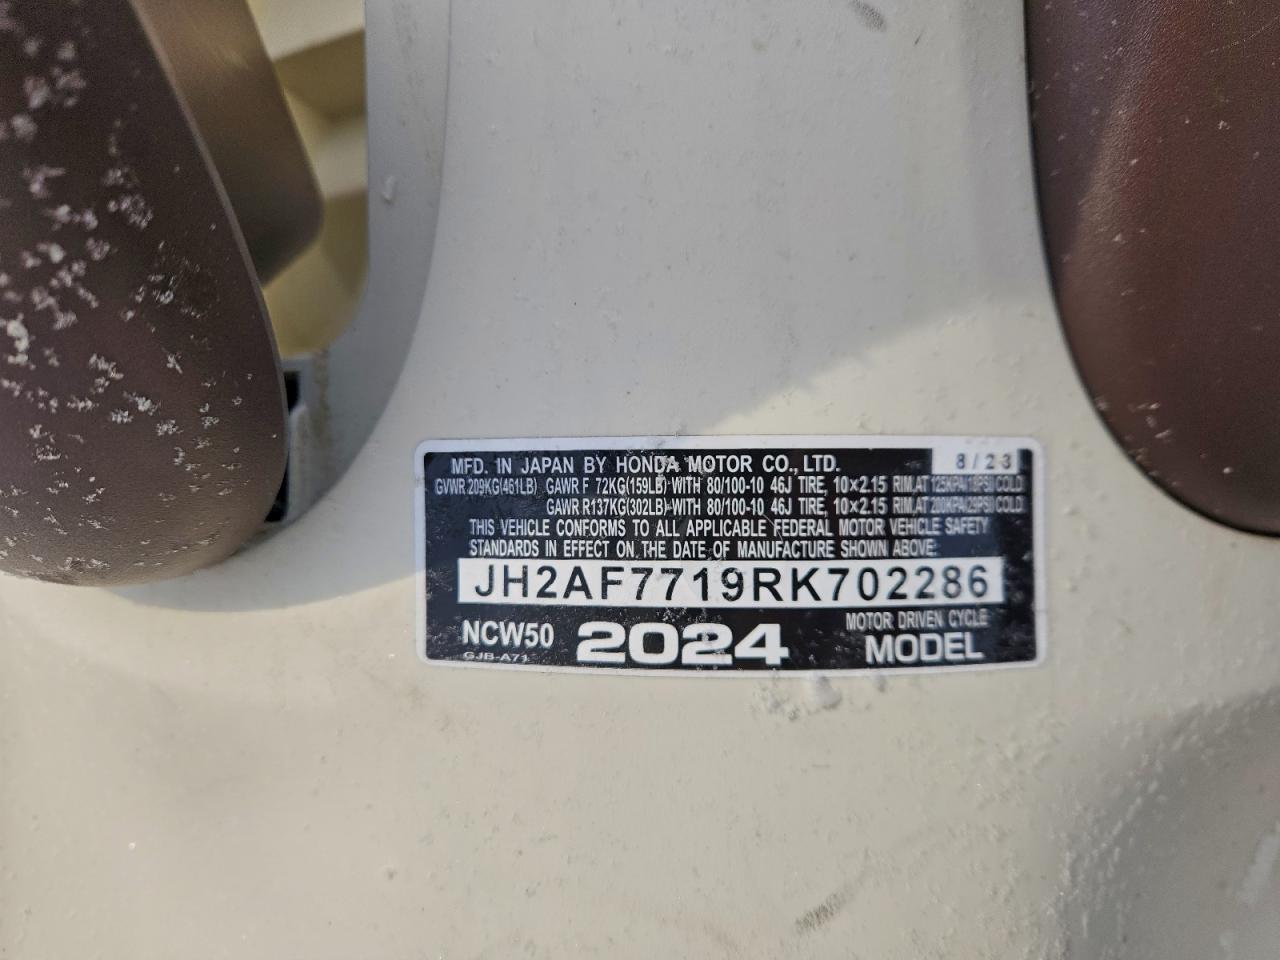 MFD. IN JAPAN BY HONDA MOTOR CO., LTD. 8/23
GVWR 209KG(461LB) GAWR F 72KG(159LB)-WITH 80/100-10 46J TIRE, 10×2.15 RIM,AT 125KPA(18PSI)COLD
GAWR R137KG(302LB)-WITH 80/100-10 46J TIRE, 10×2.15 RIM,AT 200KPA(29PSI)COLD
THIS VEHICLE CONFORMS TO ALL APPLICABLE FEDERAL MOTOR VEHICLE SAFETY
STANDARDS IN EFFECT ON THE DATE OF MANUFACTURE SHOWN ABOVE.
JH2AF7719RK702286
MOTOR DRIVEN CYCLE
NCW50 2024 MODEL
GJB-A71